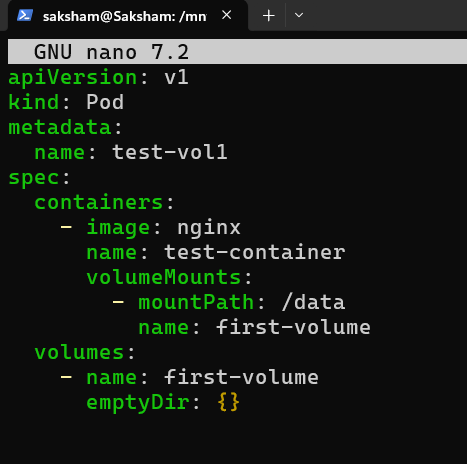 saksham@Saksham: /mn
GNU nano 7.2
apiVersion: v1
kind: Pod
metadata:
  name: test-vol1
spec:
  containers:
    - image: nginx
      name: test-container
      volumeMounts:
        - mountPath: /data
          name: first-volume
  volumes:
    - name: first-volume
      emptyDir: {}